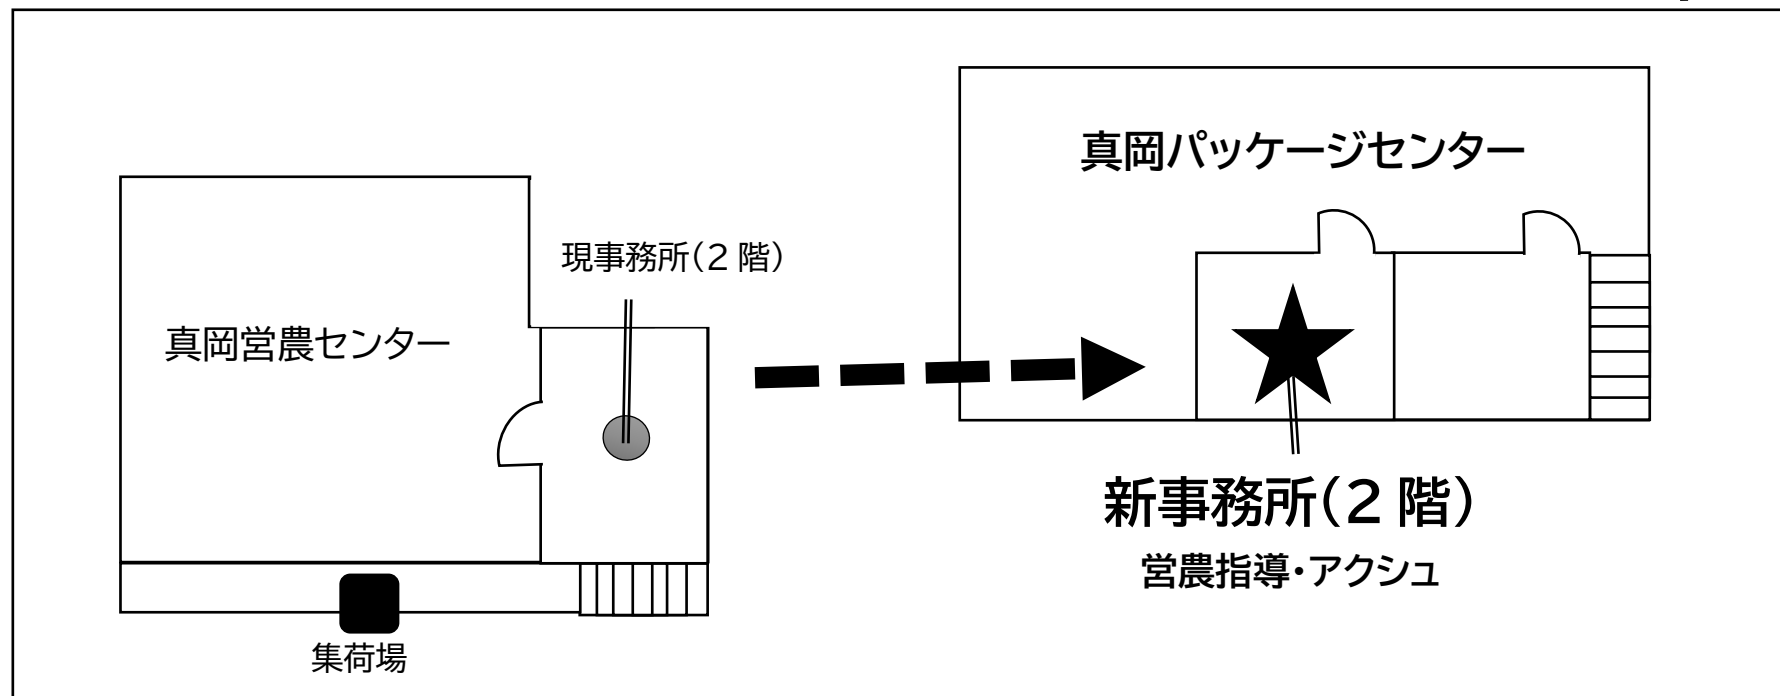 真岡パッケージセンター
現事務所(2階)
真岡営農センター
新事務所(2階)
営農指導・アクシュ
集荷場